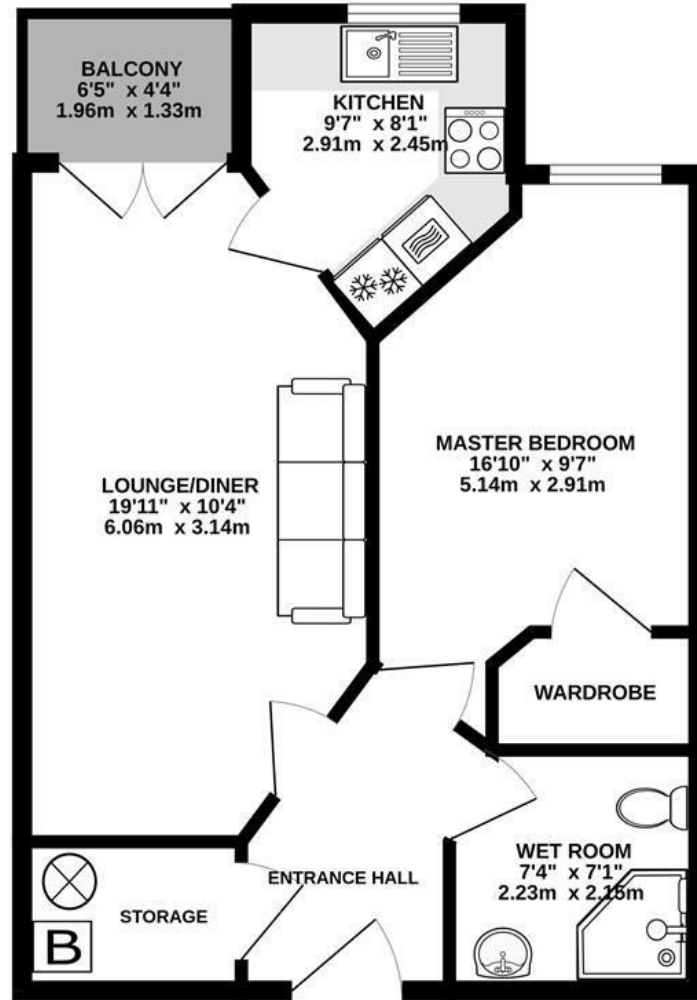 BALCONY
6'5" x 4'4"
1.96m x 1.33m
KITCHEN
9'7" x 8'1"
2.91m x 2.45m
MASTER BEDROOM
16'10" x 9'7"
5.14m x 2.91m
LOUNGE/DINER
19'11" x 10'4"
6.06m x 3.14m
WARDROBE
WET ROOM
7'4" x 7'1"
2.23m x 2.15m
ENTRANCE HALL
STORAGE
B